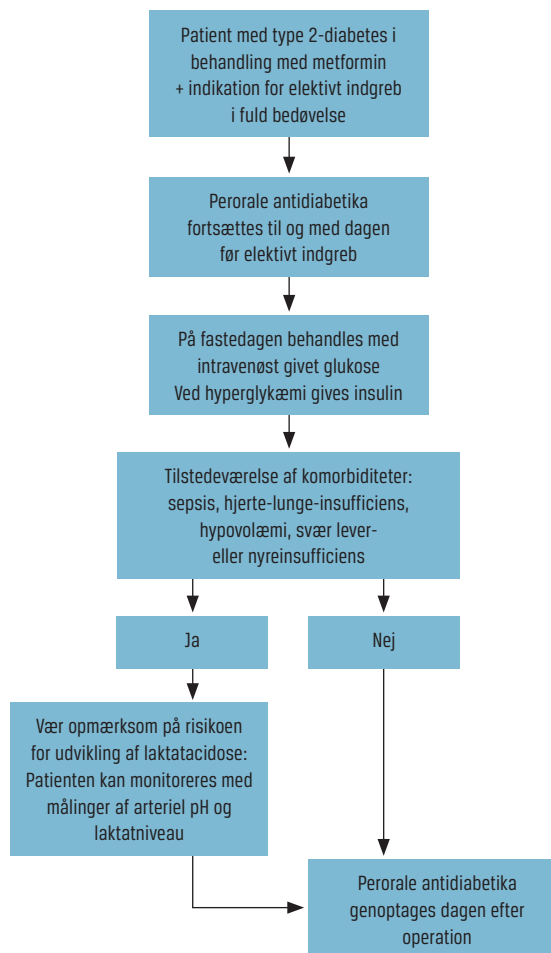 Patient med type 2-diabetes i
behandling med metformin
+ indikation for elektivt indgreb
i fuld bedøvelse
Perorale antidiabetika
fortsættes til og med dagen
før elektivt indgreb
På fastedagen behandles med
intravenøst givet glukose
Ved hyperglykæmi gives insulin
Tilstedeværelse af komorbiditeter:
sepsis, hjerte-lunge-insufficiens,
hypovolæmi, svær lever-
eller nyreinsufficiens
Ja
Nej
Vær opmærksom på risikoen
for udvikling af laktatacidose:
Patienten kan monitoreres med
målinger af arteriel pH og
laktatniveau
Perorale antidiabetika
genoptages dagen efter
operation